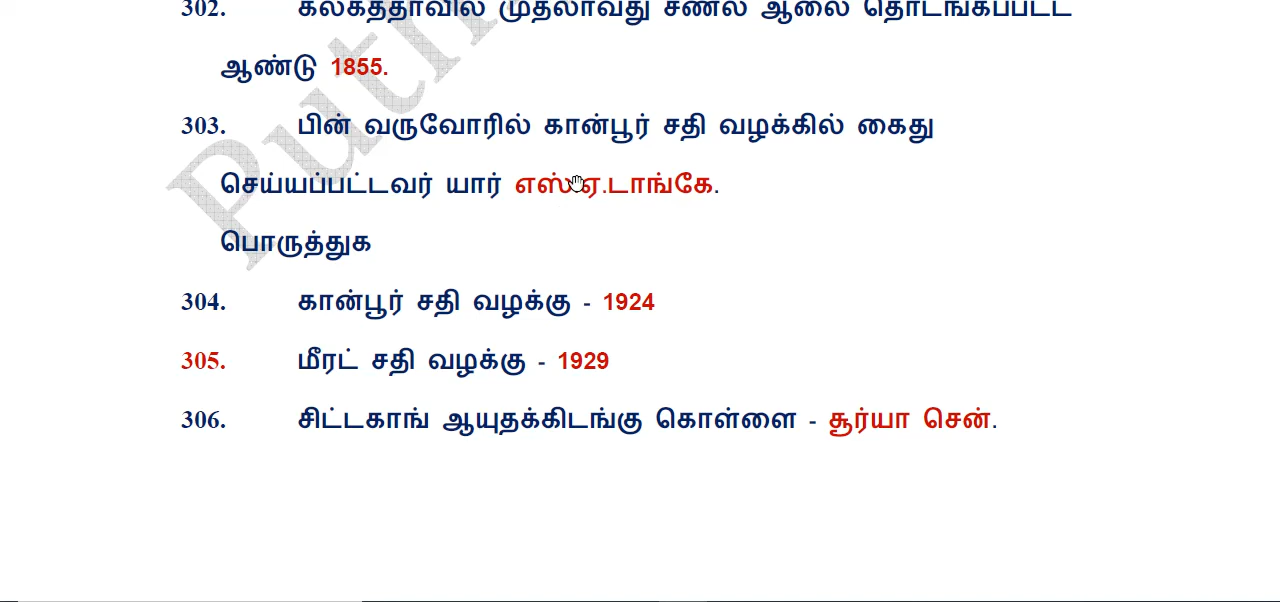 302. கல்கத்தாவில் முதலாவது சணல் ஆலை தொடங்கப்பட்ட
ஆண்டு 1855.
303. பின் வருவோரில் கான்பூர் சதி வழக்கில் கைது
செய்யப்பட்டவர் யார் எஸ்.ஏ.டாங்கே.
பொருத்துக
304. கான்பூர் சதி வழக்கு - 1924
305. மீரட் சதி வழக்கு - 1929
306. சிட்டகாங் ஆயுதக்கிடங்கு கொள்ளை - சூர்யா சென்.